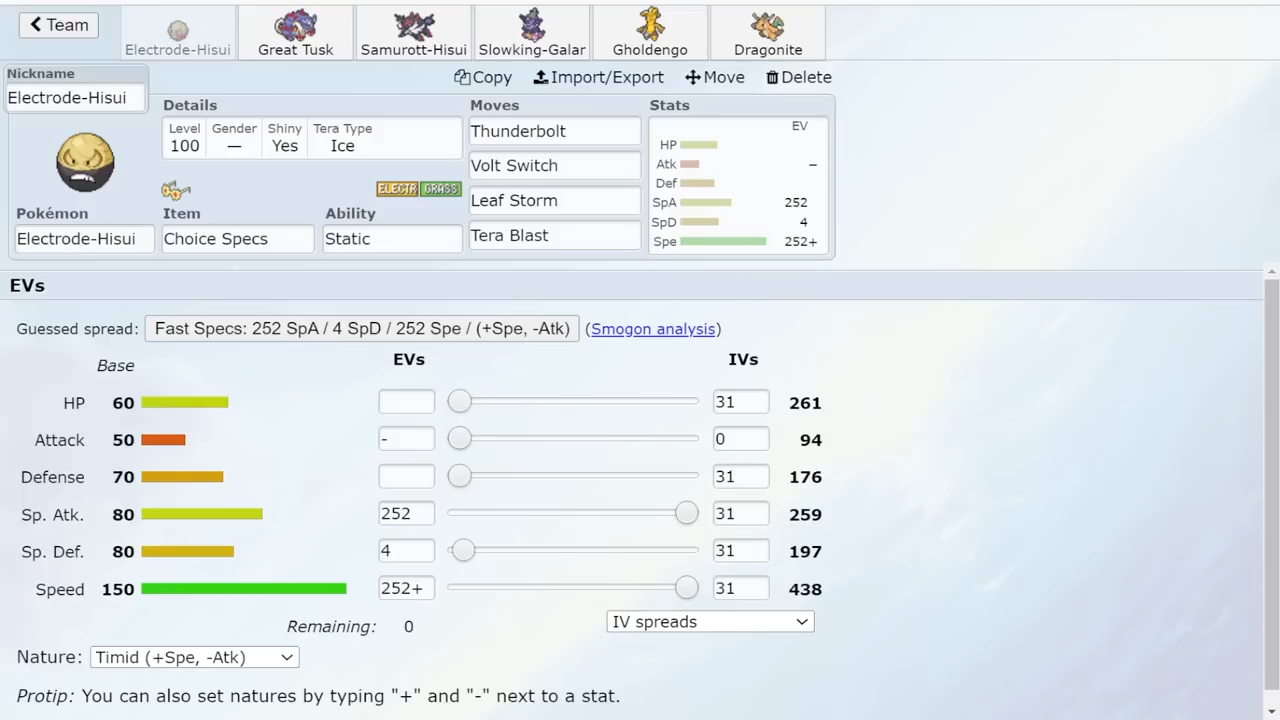 Team
Electrode-Hisui
Great Tusk
Samurott-Hisui
Slowking-Galar
Gholdengo
Dragonite
Nickname
Electrode-Hisui
Copy Import/Export Move Delete
Details
Level Gender Shiny Tera Type
100 — Yes Ice
ELECTR GRASS
Pokémon
Electrode-Hisui
Item
Choice Specs
Ability
Static
Moves
Thunderbolt
Volt Switch
Leaf Storm
Tera Blast
Stats
EV
HP
Atk –
Def
SpA 252
SpD 4
Spe 252+
EVs
Guessed spread: Fast Specs: 252 SpA / 4 SpD / 252 Spe / (+Spe, -Atk) (Smogon analysis)
Base EVs IVs
HP 60 31 261
Attack 50 - 0 94
Defense 70 31 176
Sp. Atk. 80 252 31 259
Sp. Def. 80 4 31 197
Speed 150 252+ 31 438
Remaining: 0 IV spreads
Nature: Timid (+Spe, -Atk)
Protip: You can also set natures by typing "+" and "-" next to a stat.